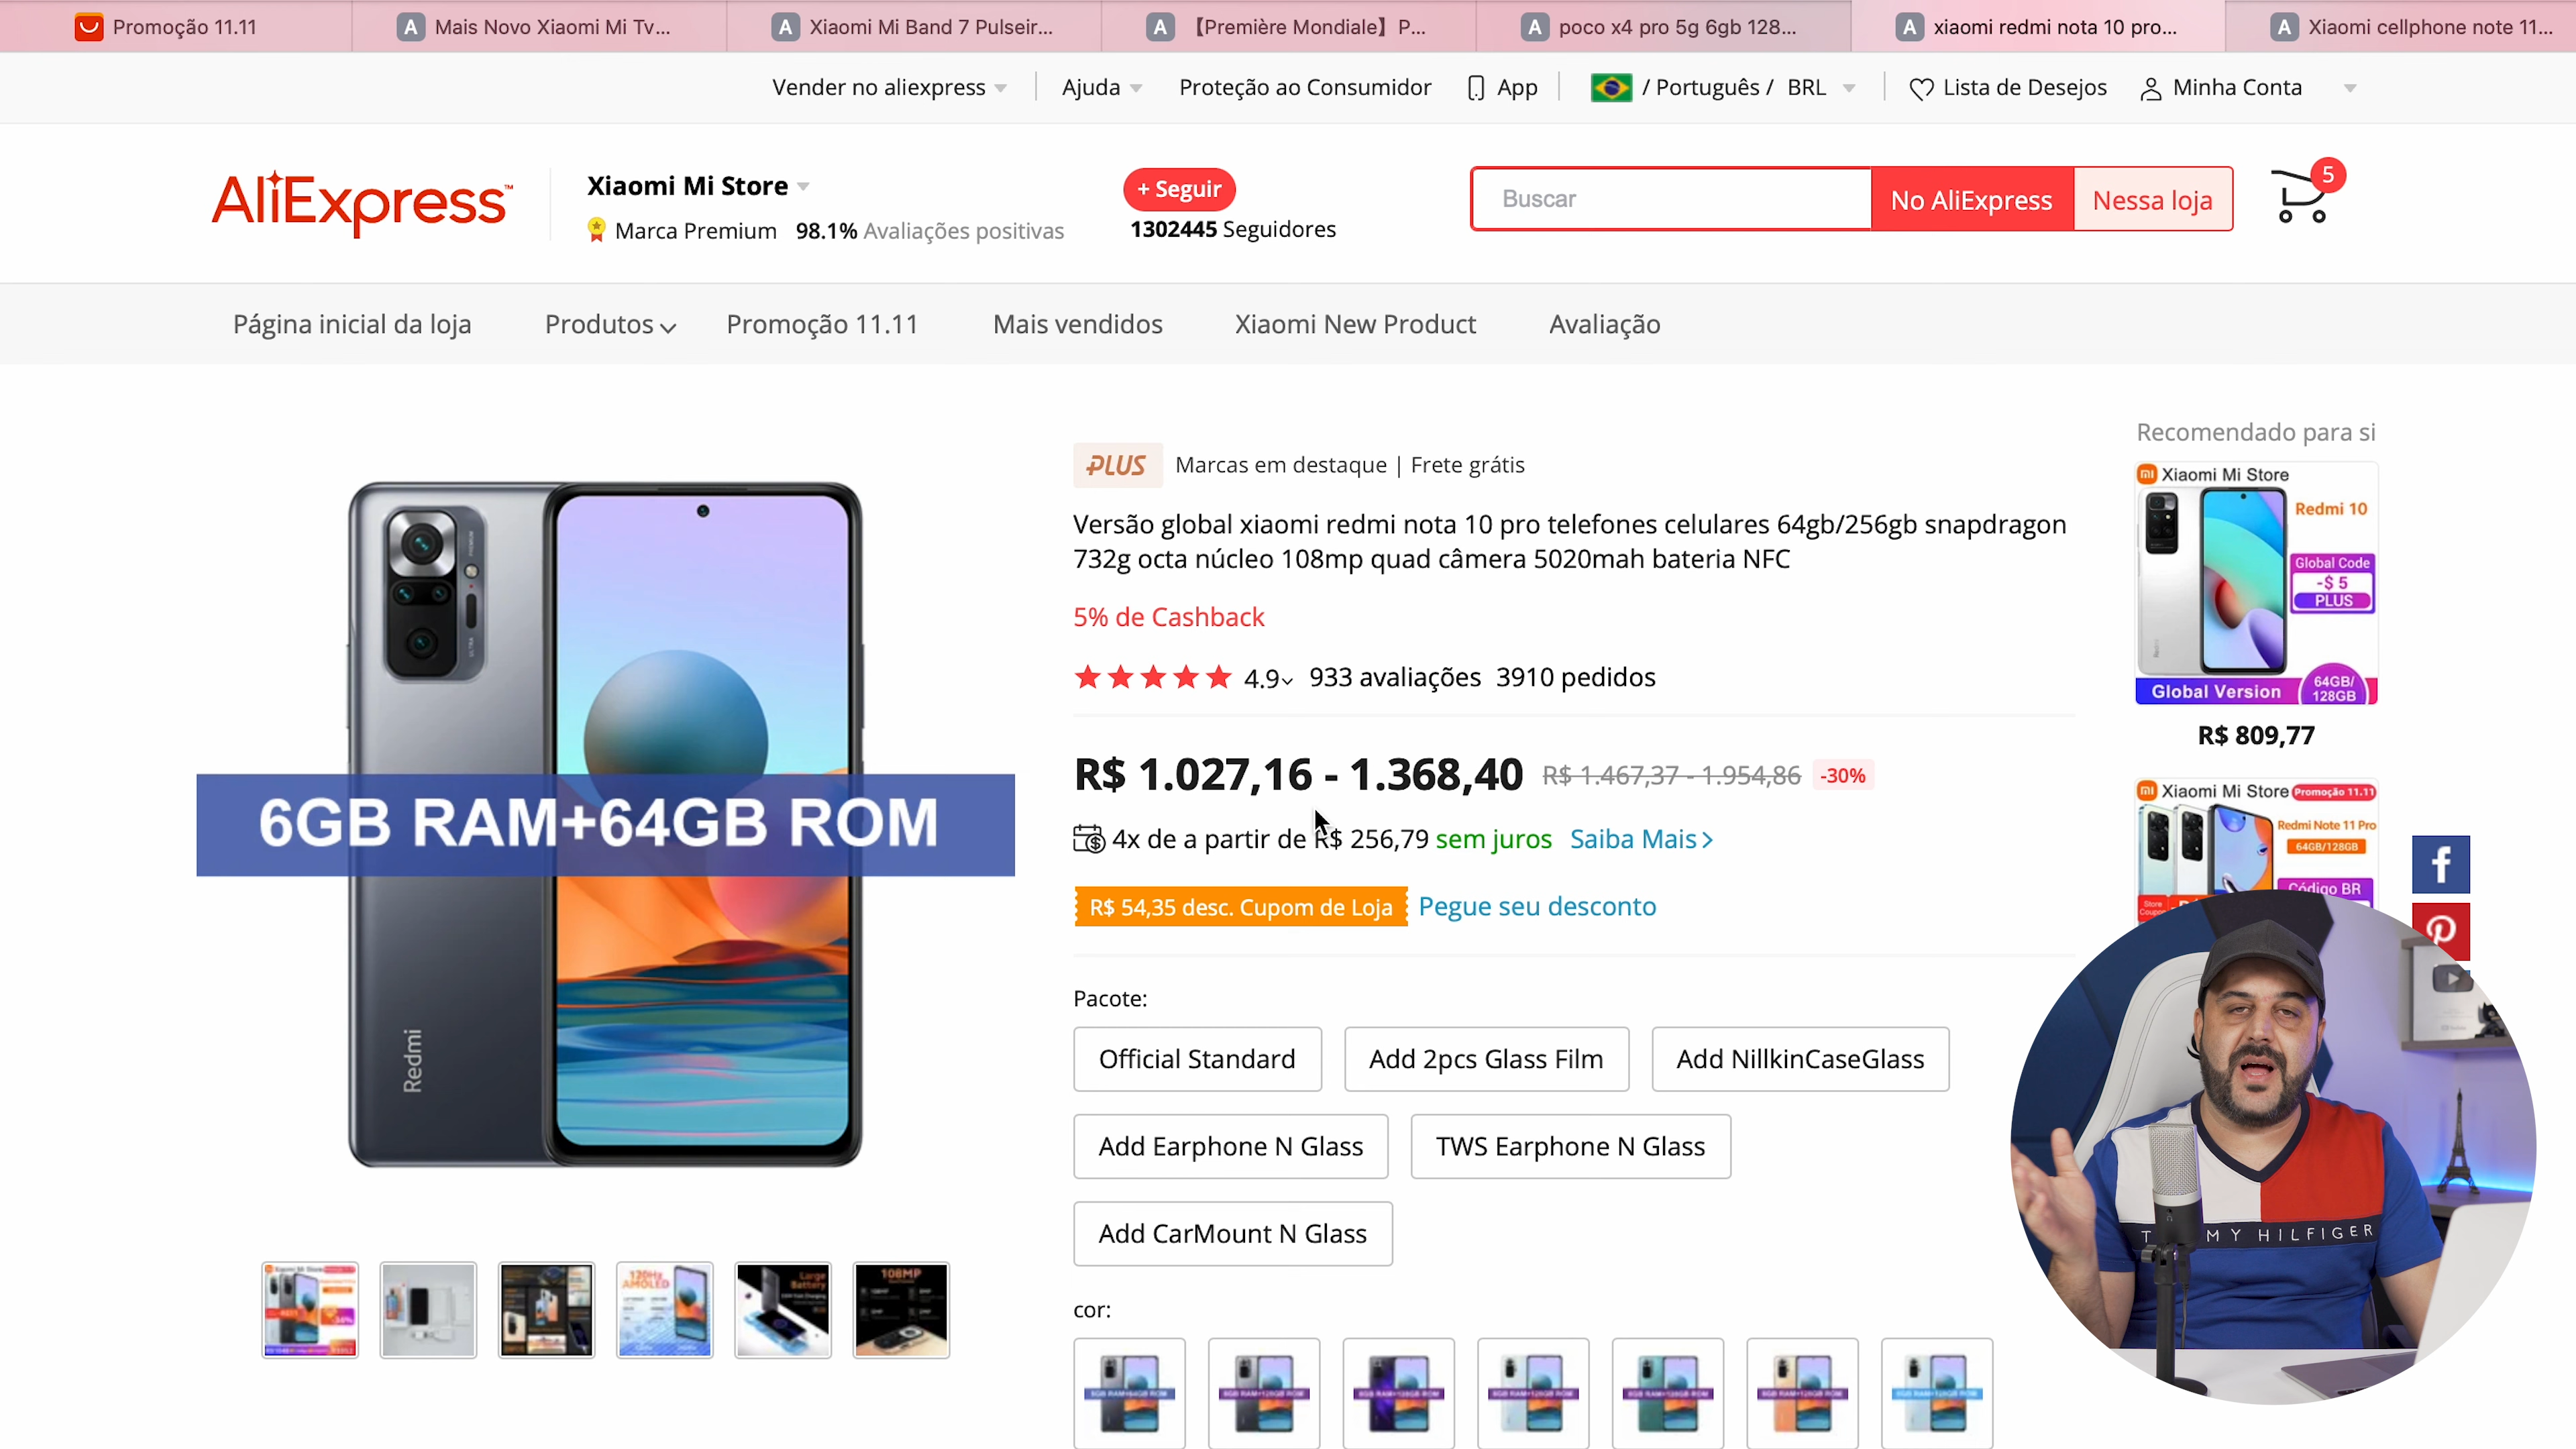 Promoção 11.11
Mais Novo Xiaomi Mi Tv...
Xiaomi Mi Band 7 Pulseir...
【Première Mondiale】P...
poco x4 pro 5g 6gb 128...
xiaomi redmi nota 10 pro...
Xiaomi cellphone note 11...
Vender no aliexpress
Ajuda
Proteção ao Consumidor
App
/ Português / BRL
Lista de Desejos
Minha Conta
AliExpress™
Xiaomi Mi Store
Marca Premium 98.1% Avaliações positivas
+ Seguir
1302445 Seguidores
Buscar
No AliExpress
Nessa loja
5
Página inicial da loja
Produtos
Promoção 11.11
Mais vendidos
Xiaomi New Product
Avaliação
6GB RAM+64GB ROM
Redmi
120Hz
AMOLED
Large
Battery
108MP
PLUS Marcas em destaque | Frete grátis
Versão global xiaomi redmi nota 10 pro telefones celulares 64gb/256gb snapdragon
732g octa núcleo 108mp quad câmera 5020mah bateria NFC
5% de Cashback
4.9 933 avaliações 3910 pedidos
R$ 1.027,16 - 1.368,40 R$ 1.467,37 - 1.954,86 -30%
4x de a partir de R$ 256,79 sem juros Saiba Mais
R$ 54,35 desc. Cupom de Loja Pegue seu desconto
Pacote:
Official Standard
Add 2pcs Glass Film
Add NillkinCaseGlass
Add Earphone N Glass
TWS Earphone N Glass
Add CarMount N Glass
cor:
Recomendado para si
Xiaomi Mi Store
Redmi 10
Global Code
-$ 5
PLUS
Global Version
64GB/
128GB
R$ 809,77
Xiaomi Mi Store Promoção 11.11
Redmi Note 11 Pro
64GB/128GB
Código BR
Store
T MY HILFIGER